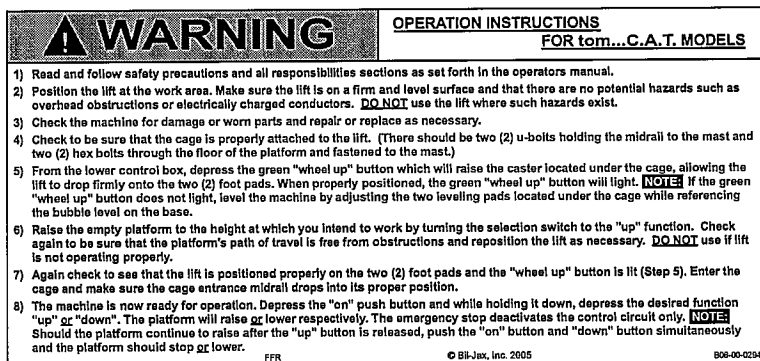 WARNING
OPERATION INSTRUCTIONS
FOR tom...C.A.T. MODELS
1) Read and follow safety precautions and all responsibilities sections as set forth in the operators manual.
2) Position the lift at the work area. Make sure the lift is on a firm and level surface and that there are no potential hazards such as
overhead obstructions or electrically charged conductors. DO NOT use the lift where such hazards exist.
3) Check the machine for damage or worn parts and repair or replace as necessary.
4) Check to be sure that the cage is properly attached to the lift. (There should be two (2) u-bolts holding the midrail to the mast and
two (2) hex bolts through the floor of the platform and fastened to the mast.)
5) From the lower control box, depress the green "wheel up" button which will raise the caster located under the cage, allowing the
lift to drop firmly onto the two (2) foot pads. When properly positioned, the green "wheel up" button will light. NOTE: If the green
"wheel up" button does not light, level the machine by adjusting the two leveling pads located under the cage while referencing
the bubble level on the base.
6) Raise the empty platform to the height at which you intend to work by turning the selection switch to the "up" function. Check
again to be sure that the platform's path of travel is free from obstructions and reposition the lift as necessary. DO NOT use if lift
is not operating properly.
7) Again check to see that the lift is positioned properly on the two (2) foot pads and the "wheel up" button is lit (Step 5). Enter the
cage and make sure the cage entrance midrail drops into its proper position.
8) The machine is now ready for operation. Depress the "on" push button and while holding it down, depress the desired function
"up" or "down". The platform will raise or lower respectively. The emergency stop deactivates the control circuit only. NOTE:
Should the platform continue to raise after the "up" button is released, push the "on" button and "down" button simultaneously
and the platform should stop or lower.
FFR © Bil-Jax, Inc. 2005 B06-00-0294